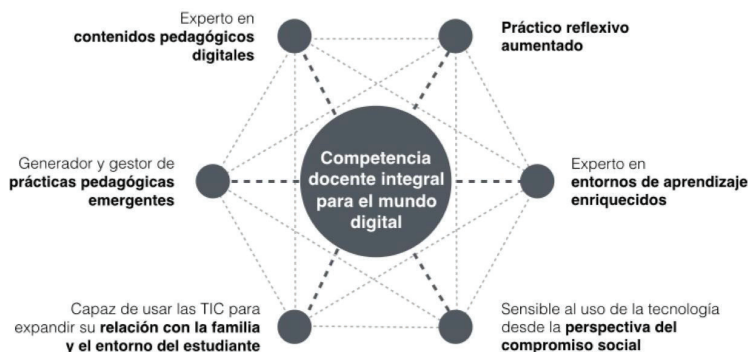 Experto en
contenidos pedagógicos
digitales
Práctico reflexivo
aumentado
Generador y gestor de
prácticas pedagógicas
emergentes
Competencia
docente integral
para el mundo
digital
Experto en
entornos de aprendizaje
enriquecidos
Capaz de usar las TIC para
expandir su relación con la familia
y el entorno del estudiante
Sensible al uso de la tecnología
desde la perspectiva del
compromiso social